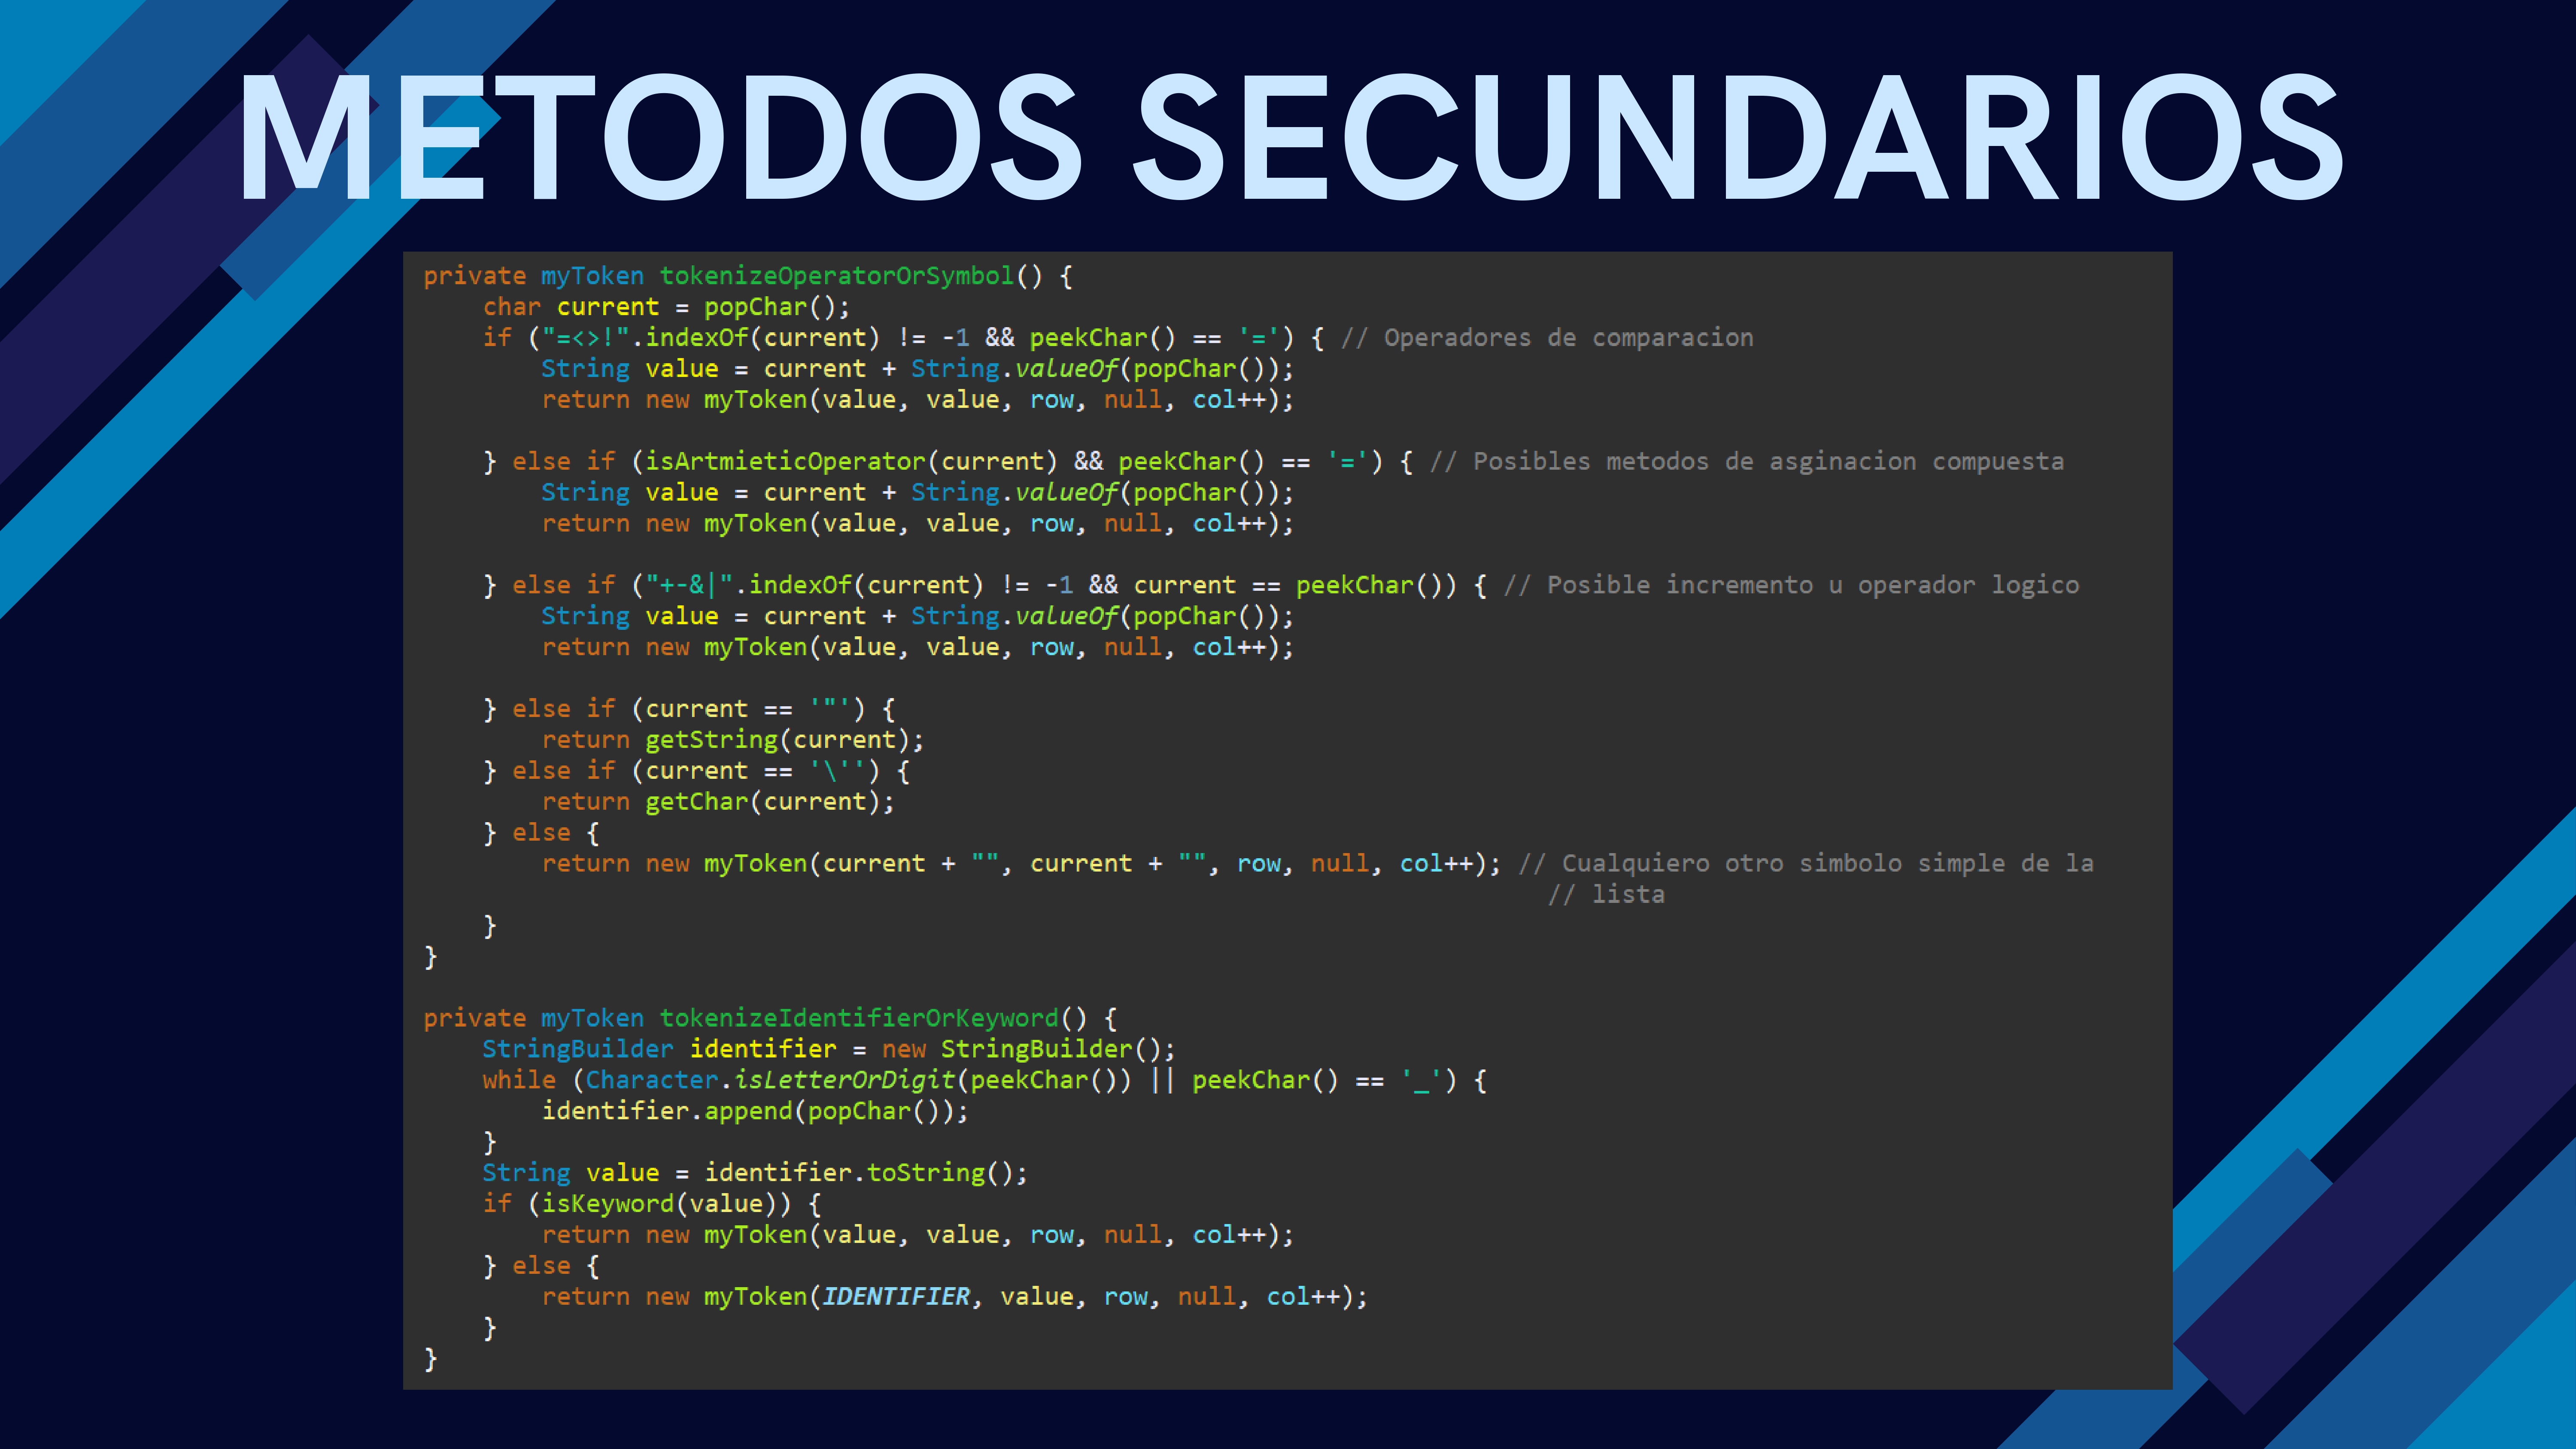 METODOS SECUNDARIOS
private myToken tokenizeOperatorOrSymbol() {
    char current = popChar();
    if ("=<>!".indexOf(current) != -1 && peekChar() == '=') { // Operadores de comparacion
        String value = current + String.valueOf(popChar());
        return new myToken(value, value, row, null, col++);

    } else if (isArtmieticOperator(current) && peekChar() == '=') { // Posibles metodos de asginacion compuesta
        String value = current + String.valueOf(popChar());
        return new myToken(value, value, row, null, col++);

    } else if ("+-&|".indexOf(current) != -1 && current == peekChar()) { // Posible incremento u operador logico
        String value = current + String.valueOf(popChar());
        return new myToken(value, value, row, null, col++);

    } else if (current == '"') {
        return getString(current);
    } else if (current == '\'') {
        return getChar(current);
    } else {
        return new myToken(current + "", current + "", row, null, col++); // Cualquiero otro simbolo simple de la
                                                                            // lista
    }
}

private myToken tokenizeIdentifierOrKeyword() {
    StringBuilder identifier = new StringBuilder();
    while (Character.isLetterOrDigit(peekChar()) || peekChar() == '_') {
        identifier.append(popChar());
    }
    String value = identifier.toString();
    if (isKeyword(value)) {
        return new myToken(value, value, row, null, col++);
    } else {
        return new myToken(IDENTIFIER, value, row, null, col++);
    }
}